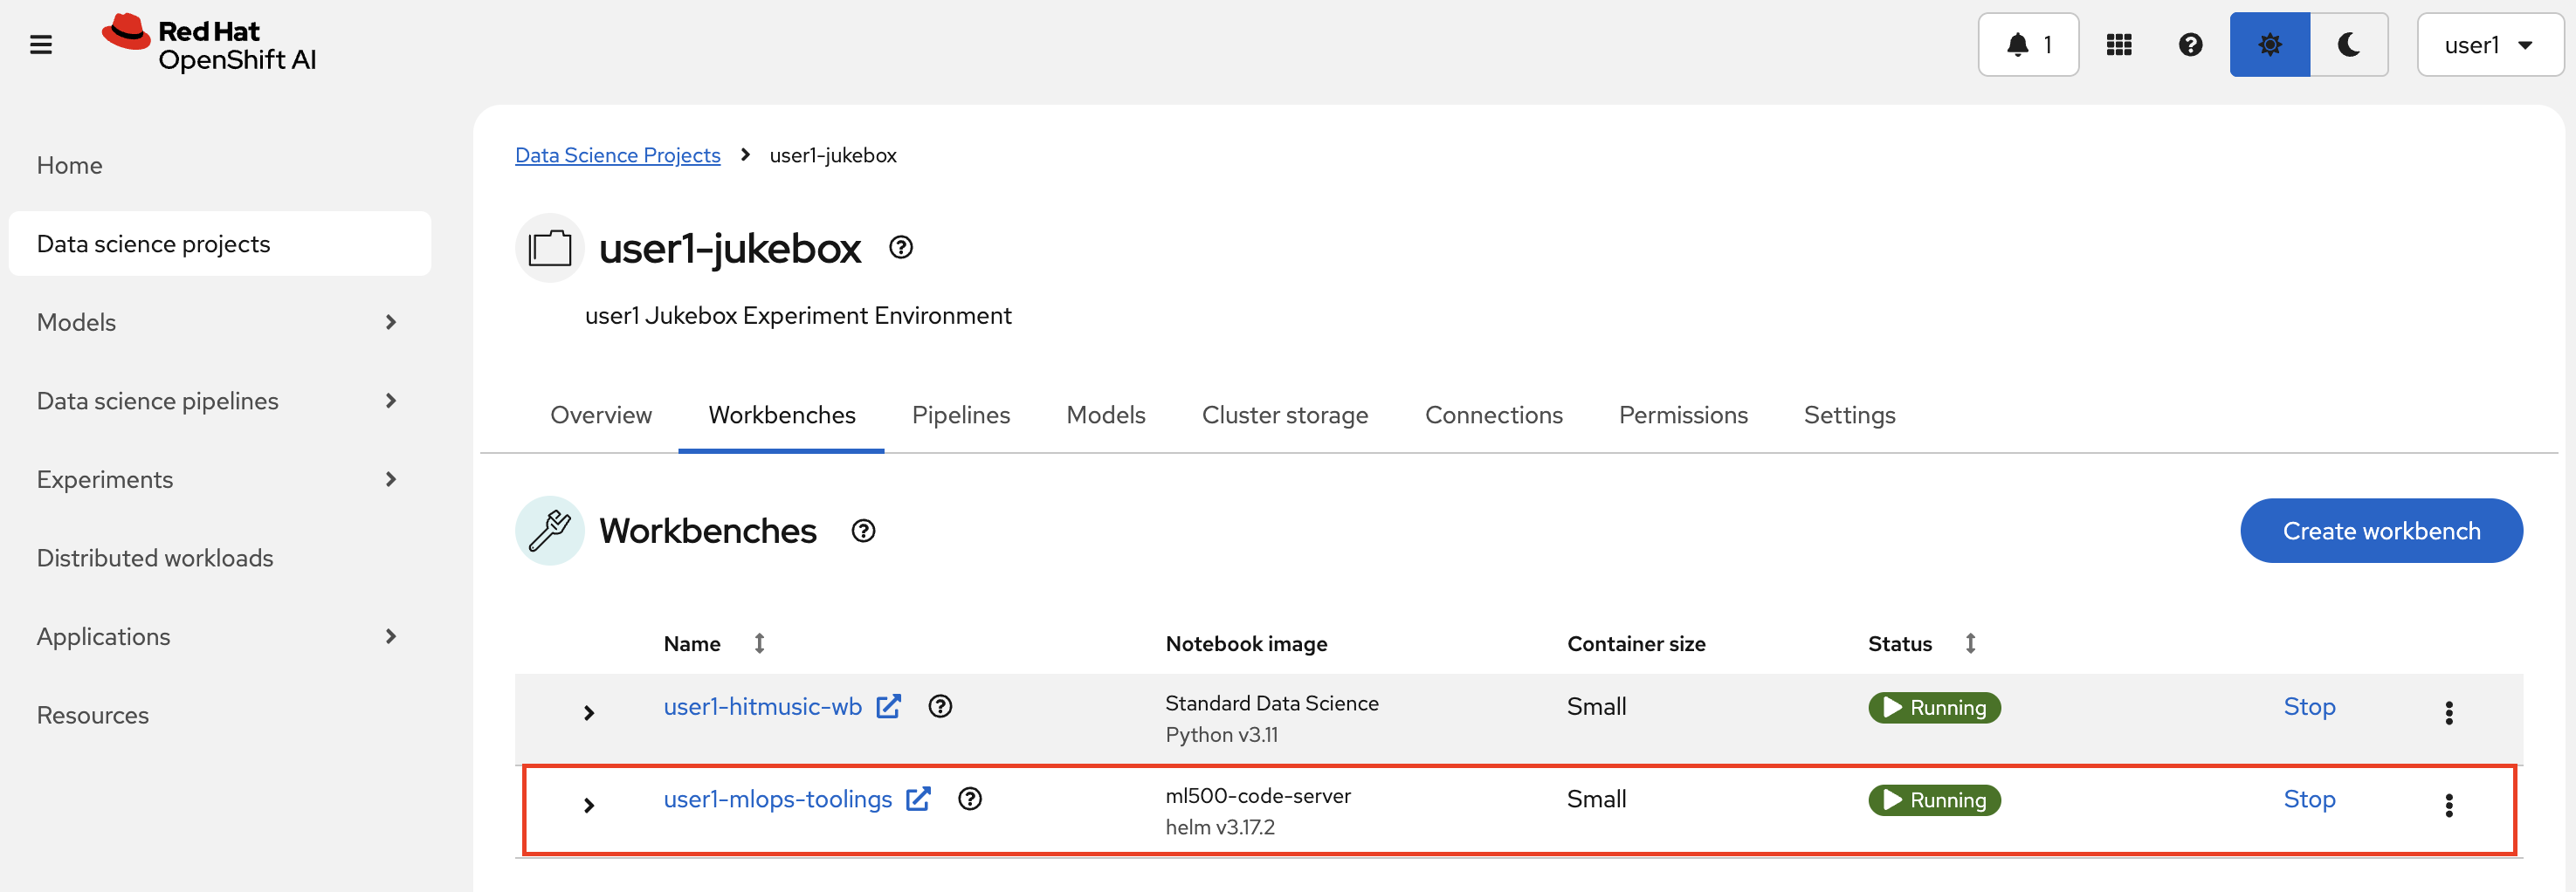 Red Hat
OpenShift AI
1
user1
Home
Data science projects
Models
Data science pipelines
Experiments
Distributed workloads
Applications
Resources
Data Science Projects > user1-jukebox
user1-jukebox
user1 Jukebox Experiment Environment
Overview Workbenches Pipelines Models Cluster storage Connections Permissions Settings
Workbenches
Create workbench
Name Notebook image Container size Status
user1-hitmusic-wb Standard Data Science Small Running Stop
Python v3.11
user1-mlops-toolings ml500-code-server Small Running Stop
helm v3.17.2